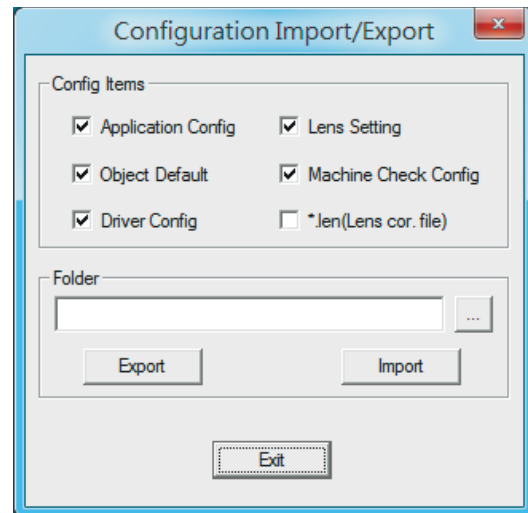 Configuration Import/Export
Config Items
Application Config
Lens Setting
Object Default
Machine Check Config
Driver Config
*.len(Lens cor. file)
Folder
...
Export
Import
Exit